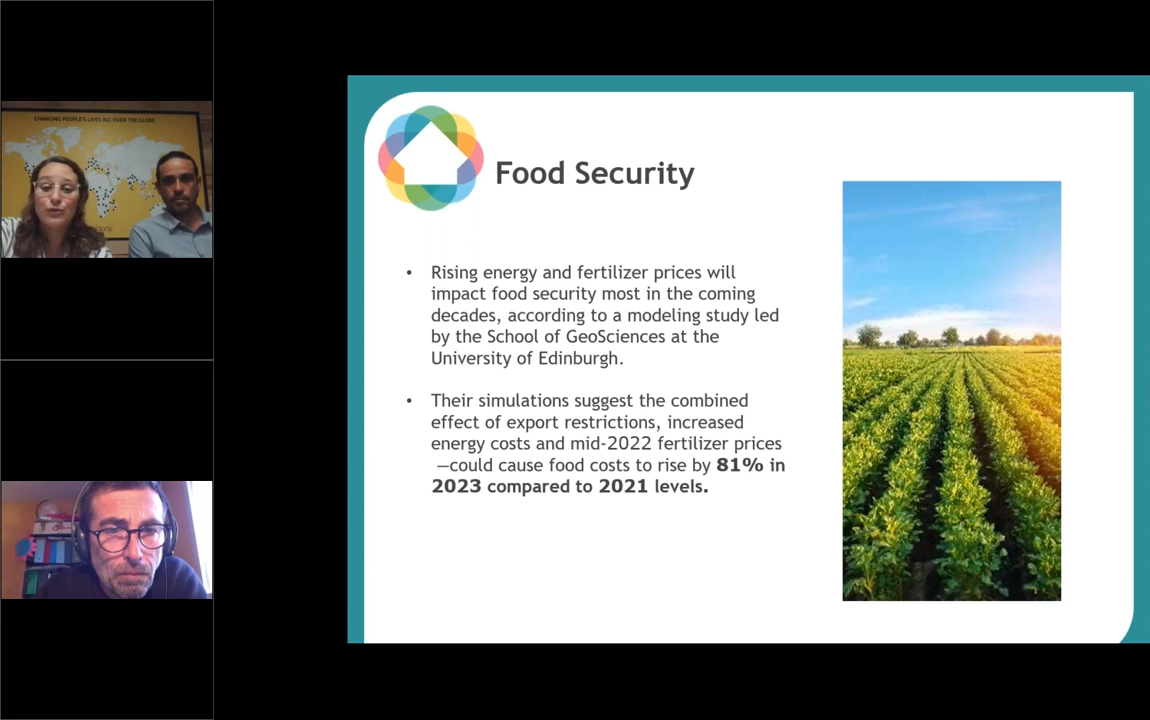 CHANGING PEOPLE'S LIVES ALL OVER THE GLOBE
Food Security
• Rising energy and fertilizer prices will
impact food security most in the coming
decades, according to a modeling study led
by the School of GeoSciences at the
University of Edinburgh.
• Their simulations suggest the combined
effect of export restrictions, increased
energy costs and mid-2022 fertilizer prices
—could cause food costs to rise by 81% in
2023 compared to 2021 levels.